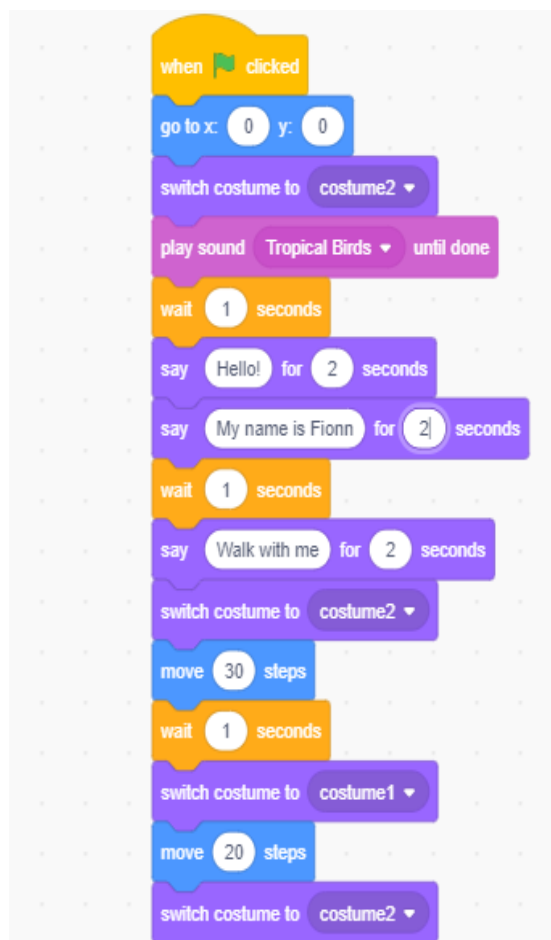 when clicked
go to x: 0 y: 0
switch costume to costume2
play sound Tropical Birds until done
wait 1 seconds
say Hello! for 2 seconds
say My name is Fionn for 2 seconds
wait 1 seconds
say Walk with me for 2 seconds
switch costume to costume2
move 30 steps
wait 1 seconds
switch costume to costume1
move 20 steps
switch costume to costume2